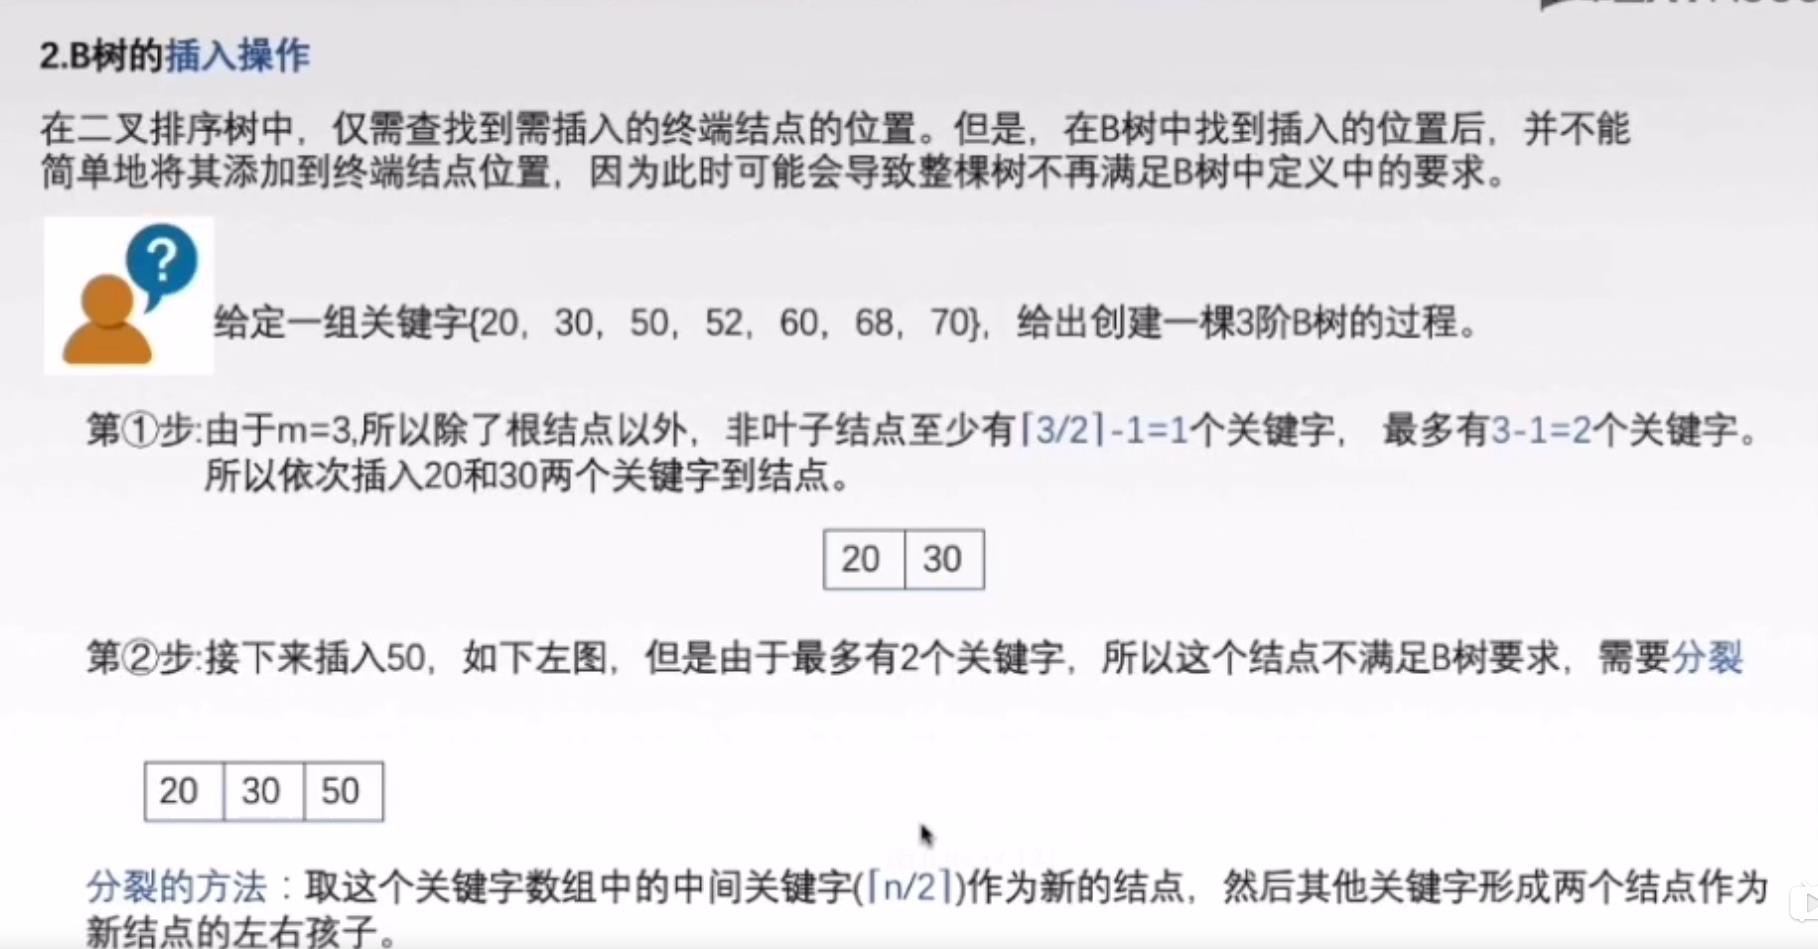 2.B树的插入操作
在二叉排序树中，仅需查找到需插入的终端结点的位置。但是，在B树中找到插入的位置后，并不能
简单地将其添加到终端结点位置，因为此时可能会导致整棵树不再满足B树中定义中的要求。
?
给定一组关键字{20，30，50，52，60，68，70}，给出创建一棵3阶B树的过程。
第①步:由于m=3,所以除了根结点以外，非叶子结点至少有⌈3/2⌉-1=1个关键字， 最多有3-1=2个关键字。
所以依次插入20和30两个关键字到结点。
20 30
第②步:接下来插入50，如下左图，但是由于最多有2个关键字，所以这个结点不满足B树要求，需要分裂
20 30 50
分裂的方法：取这个关键字数组中的中间关键字(⌈n/2⌉)作为新的结点，然后其他关键字形成两个结点作为
新结点的左右孩子。